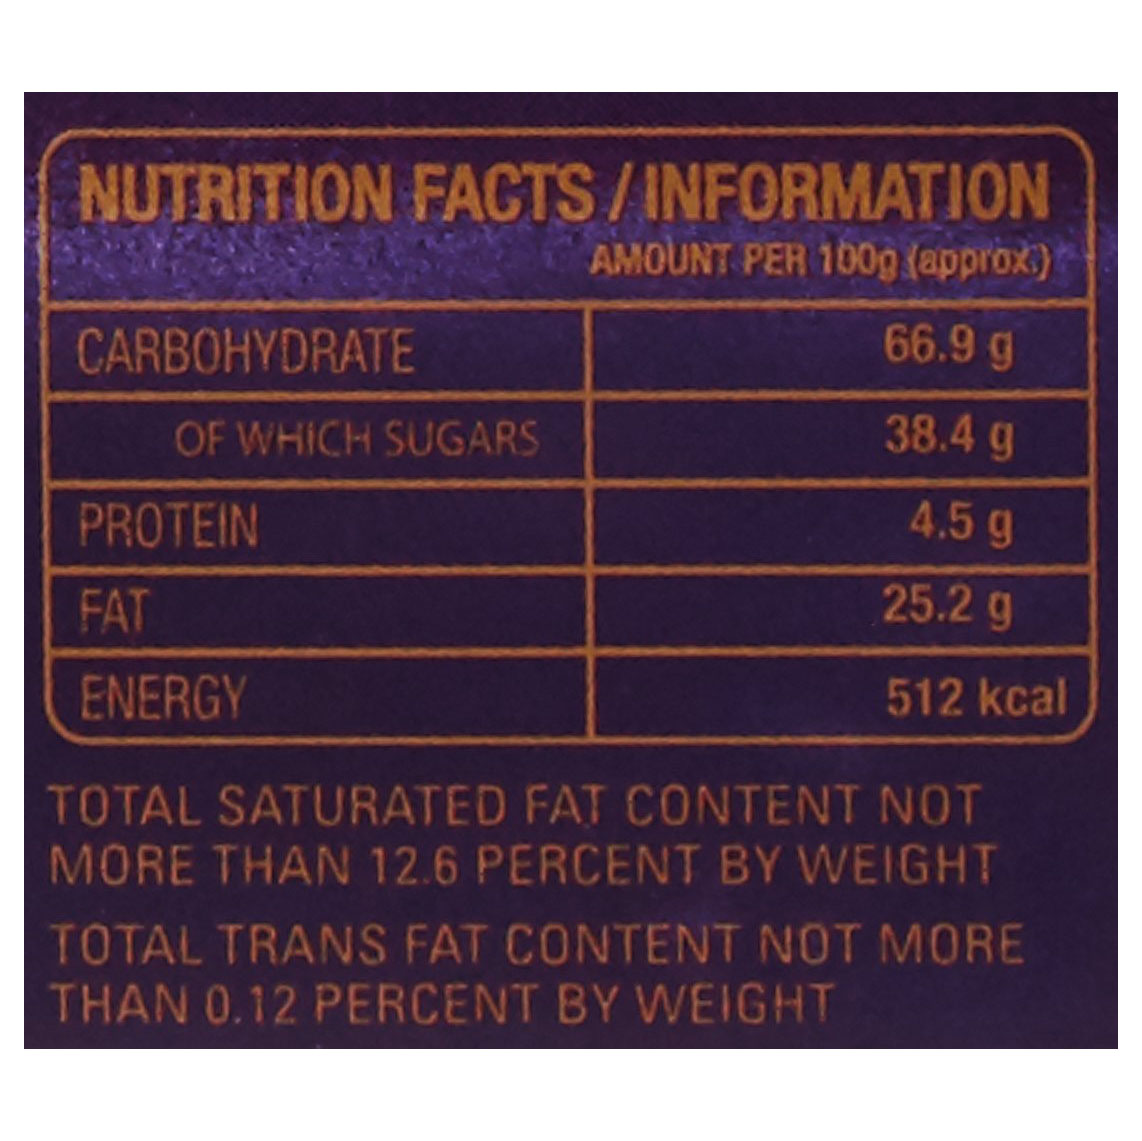 NUTRITION FACTS / INFORMATION
AMOUNT PER 100g (approx.)
CARBOHYDRATE 66.9 g
OF WHICH SUGARS 38.4 g
PROTEIN 4.5 g
FAT 25.2 g
ENERGY 512 kcal
TOTAL SATURATED FAT CONTENT NOT
MORE THAN 12.6 PERCENT BY WEIGHT
TOTAL TRANS FAT CONTENT NOT MORE
THAN 0.12 PERCENT BY WEIGHT